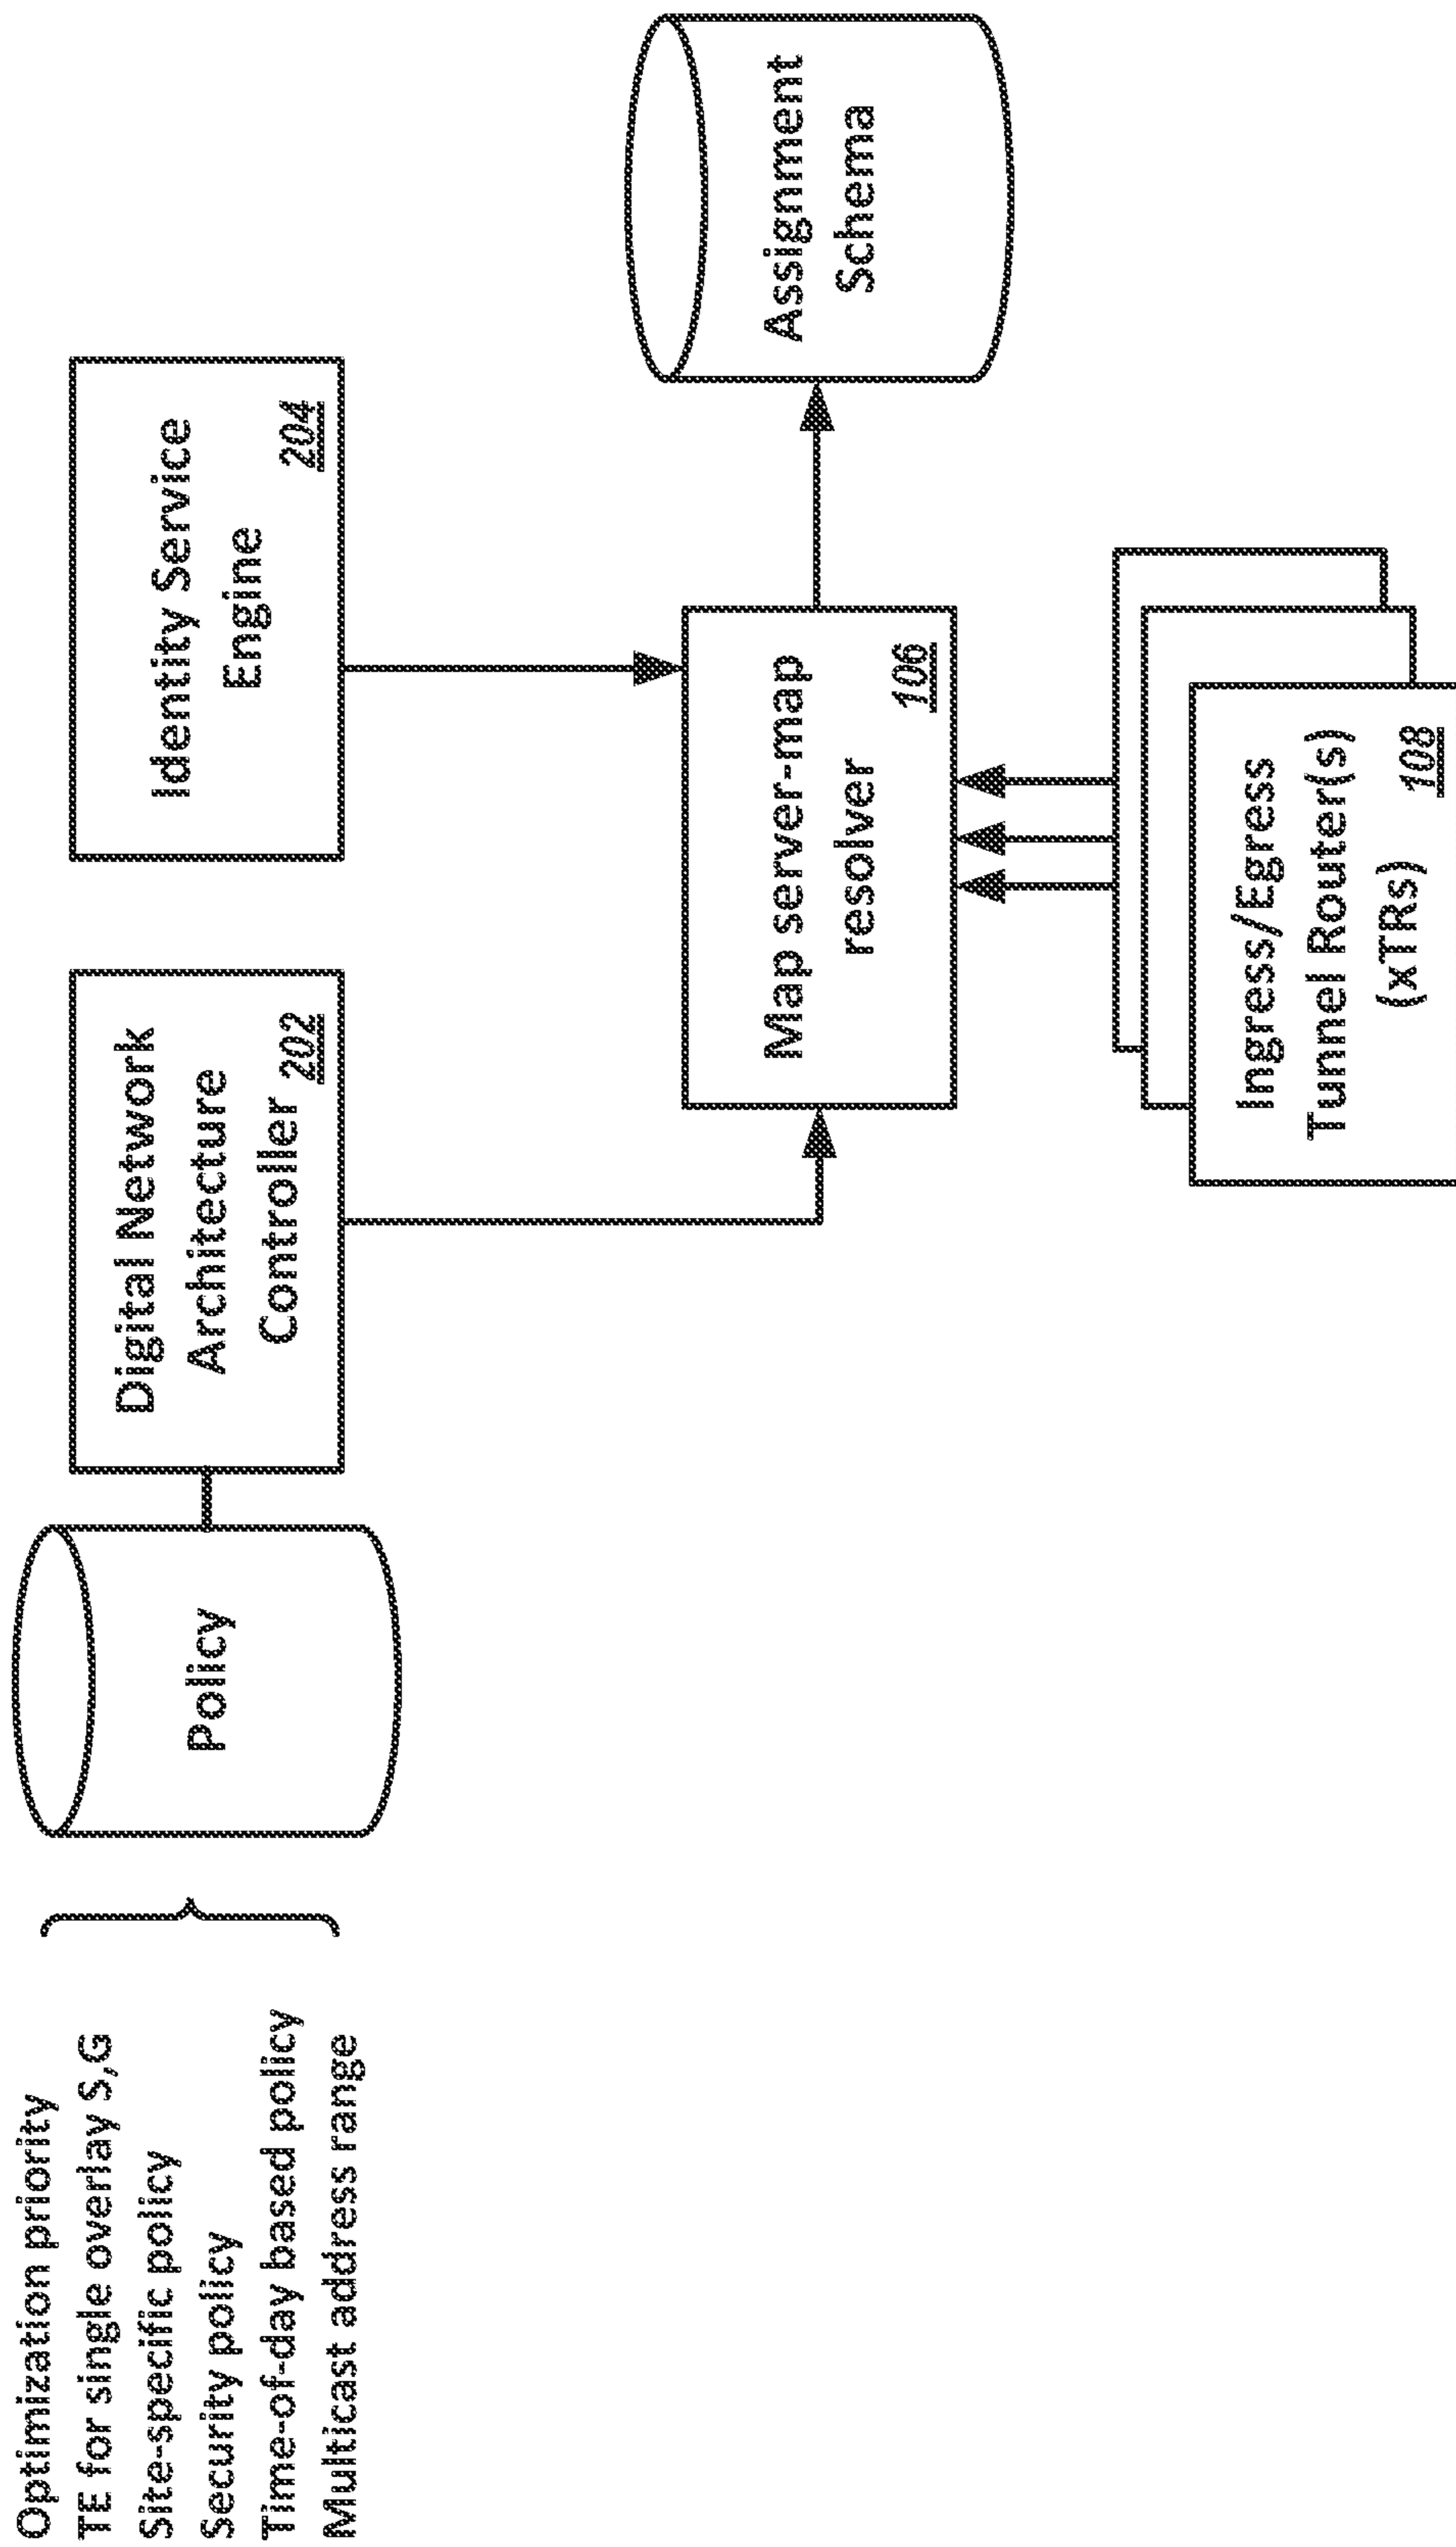 Optimization priority
TE for single overlay S,G
Site-specific policy
Security policy
Time-of-day based policy
Multicast address range
Policy
Digital Network
Architecture
Controller 202
Identity Service
Engine
204
Map server-map
resolver
106
Assignment
Schema
Ingress/Egress
Tunnel Router(s)
(xTRs)
108